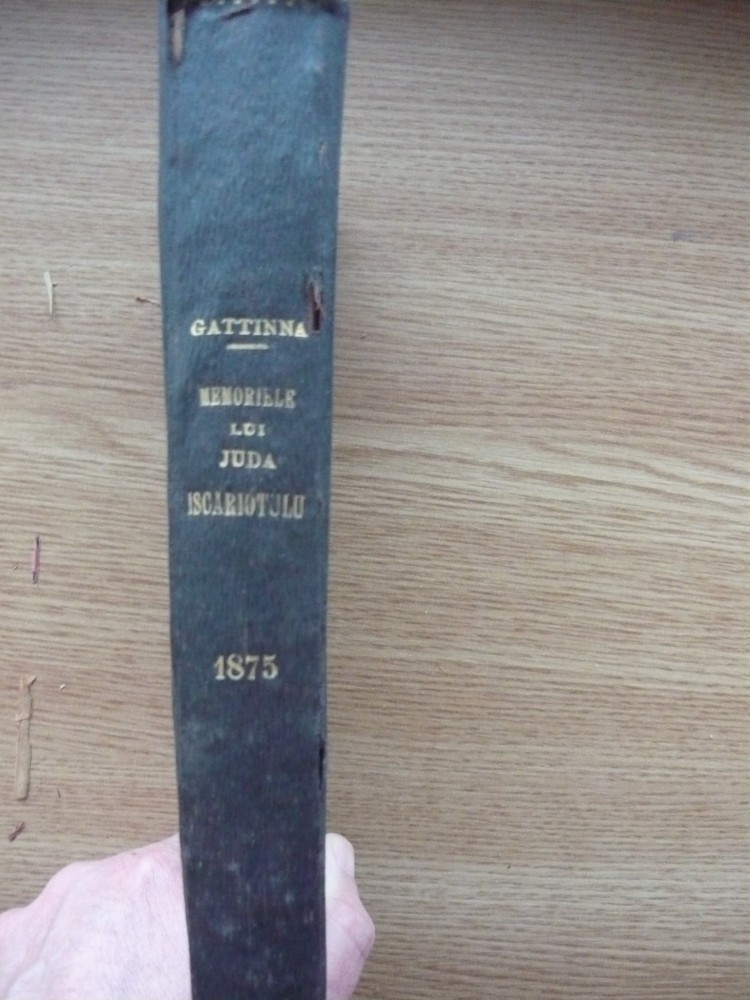 GATTINNA
MEMORIELE
LUI
JUDA
ISCARIOTULU
1875